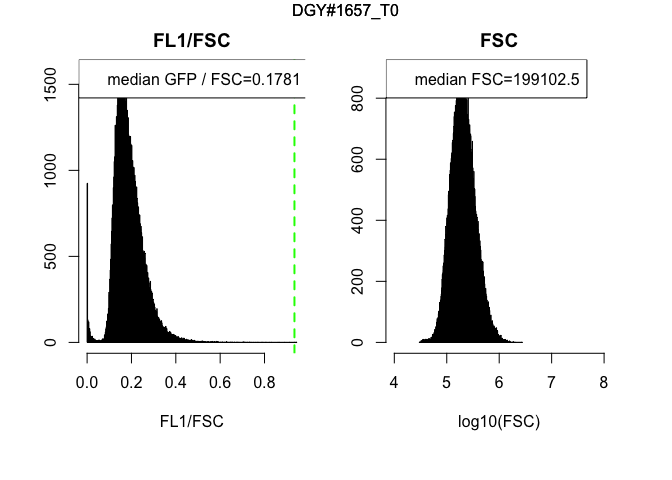 DGY#1657_T0
FL1/FSC
FSC
median GFP / FSC=0.1781
median FSC=199102.5
0
500
1000
1500
0.0 0.2 0.4 0.6 0.8
FL1/FSC
0
200
400
600
800
4 5 6 7 8
log10(FSC)